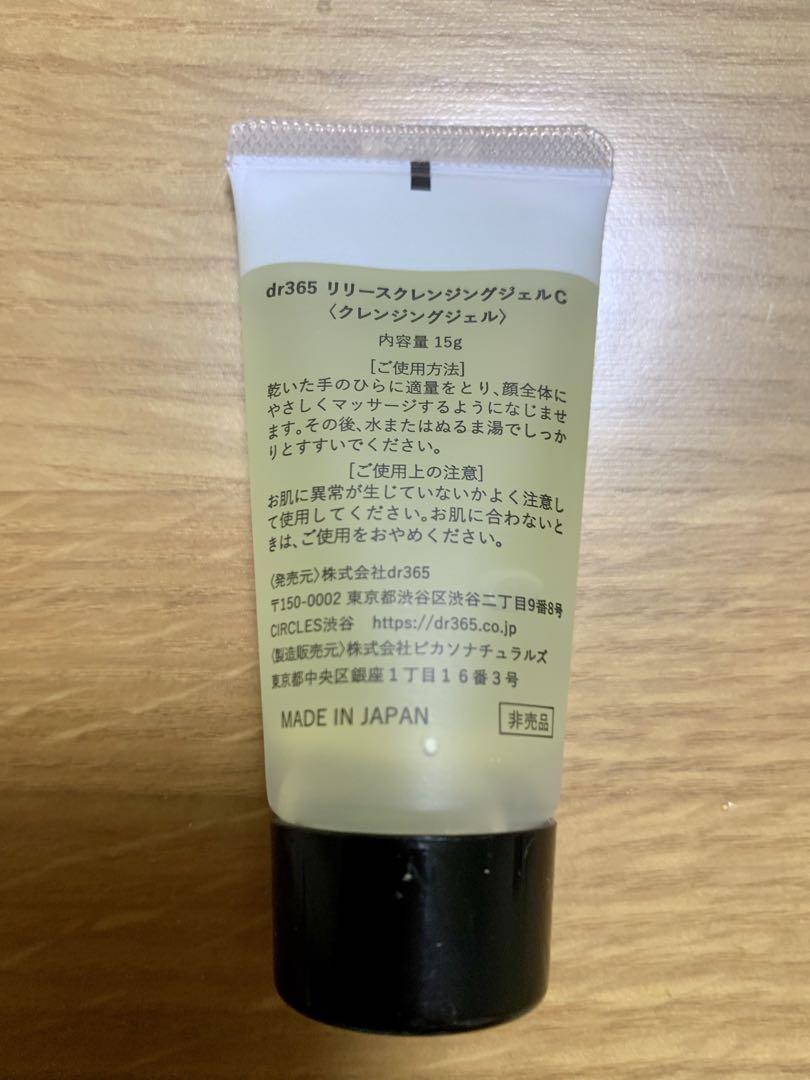 dr365 リリースクレンジングジェルC
〈クレンジングジェル〉
内容量 15g
[ご使用方法]
乾いた手のひらに適量をとり、顔全体に
やさしくマッサージするようになじませ
ます。その後、水またはぬるま湯でしっか
りとすすいでください。
[ご使用上の注意]
お肌に異常が生じていないかよく注意し
て使用してください。お肌に合わないと
きは、ご使用をおやめください。
〈発売元〉株式会社dr365
〒150-0002 東京都渋谷区渋谷二丁目9番8号
CIRCLES渋谷 https://dr365.co.jp
〈製造販売元〉株式会社ピカソナチュラルズ
東京都中央区銀座1丁目16番3号
MADE IN JAPAN 非売品